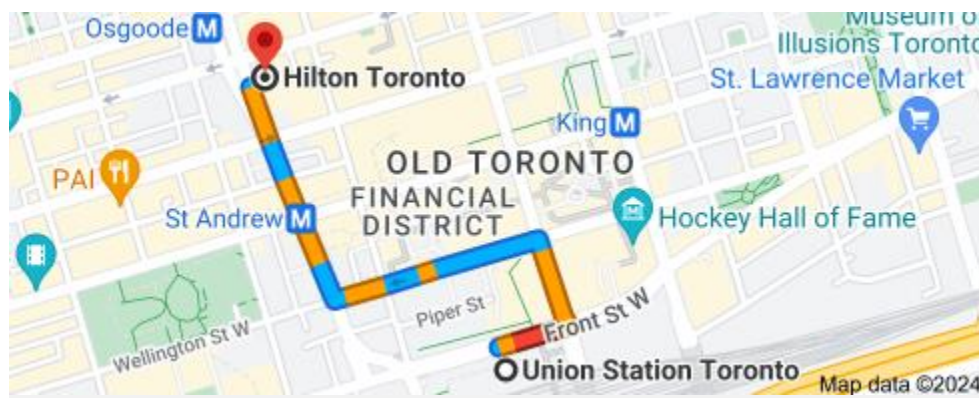 Osgoode M
Museum o
Illusions Toronto
Hilton Toronto
St. Lawrence Market
King M
OLD TORONTO
PAI
FINANCIAL
DISTRICT
St Andrew M
Hockey Hall of Fame
Piper St
Front St W
Wellington St W
Union Station Toronto
Map data ©2024